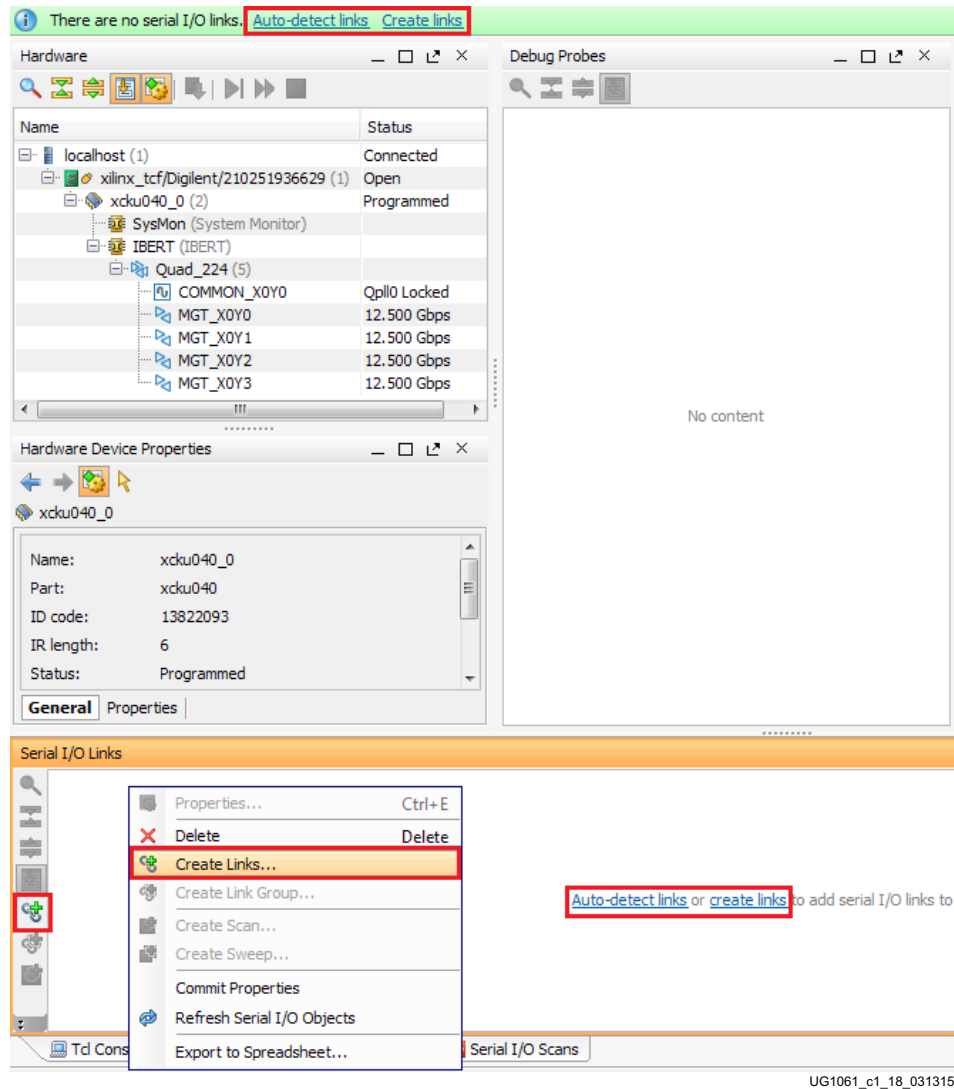 There are no serial I/O links. Auto-detect links Create links
Hardware
Name Status
localhost (1) Connected
xilinx_tcf/Digilent/210251936629 (1) Open
xcku040_0 (2) Programmed
SysMon (System Monitor)
IBERT (IBERT)
Quad_224 (5)
COMMON_X0Y0 Qpll0 Locked
MGT_X0Y0 12.500 Gbps
MGT_X0Y1 12.500 Gbps
MGT_X0Y2 12.500 Gbps
MGT_X0Y3 12.500 Gbps
Debug Probes
No content
Hardware Device Properties
xcku040_0
Name: xcku040_0
Part: xcku040
ID code: 13822093
IR length: 6
Status: Programmed
General Properties
Serial I/O Links
Properties... Ctrl+E
Delete Delete
Create Links...
Create Link Group...
Create Scan...
Create Sweep...
Commit Properties
Refresh Serial I/O Objects
Export to Spreadsheet...
Auto-detect links or create links to add serial I/O links to
Tcl Cons Serial I/O Scans
UG1061_c1_18_031315